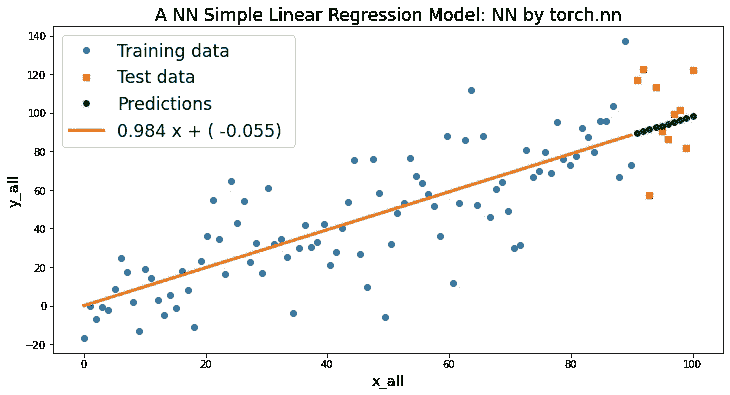 A NN Simple Linear Regression Model: NN by torch.nn
140
120
100
80
60
40
20
0
−20
y_all
Training data
Test data
Predictions
0.984 x + ( -0.055)
0 20 40 60 80 100
x_all